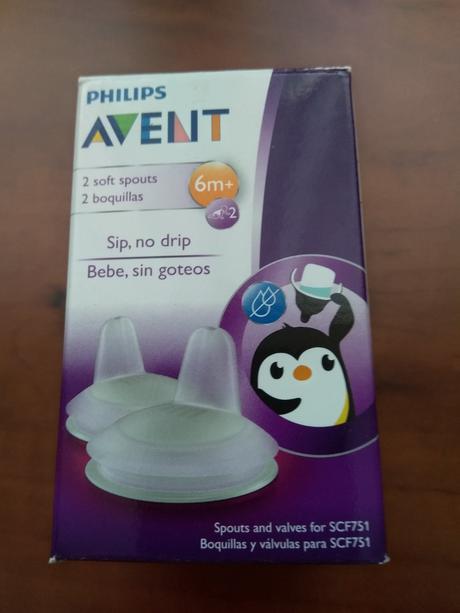 PHILIPS
AVENT
2 soft spouts
2 boquillas
6m+
2
Sip, no drip
Bebe, sin goteos
Spouts and valves for SCF751
Boquillas y válvulas para SCF751